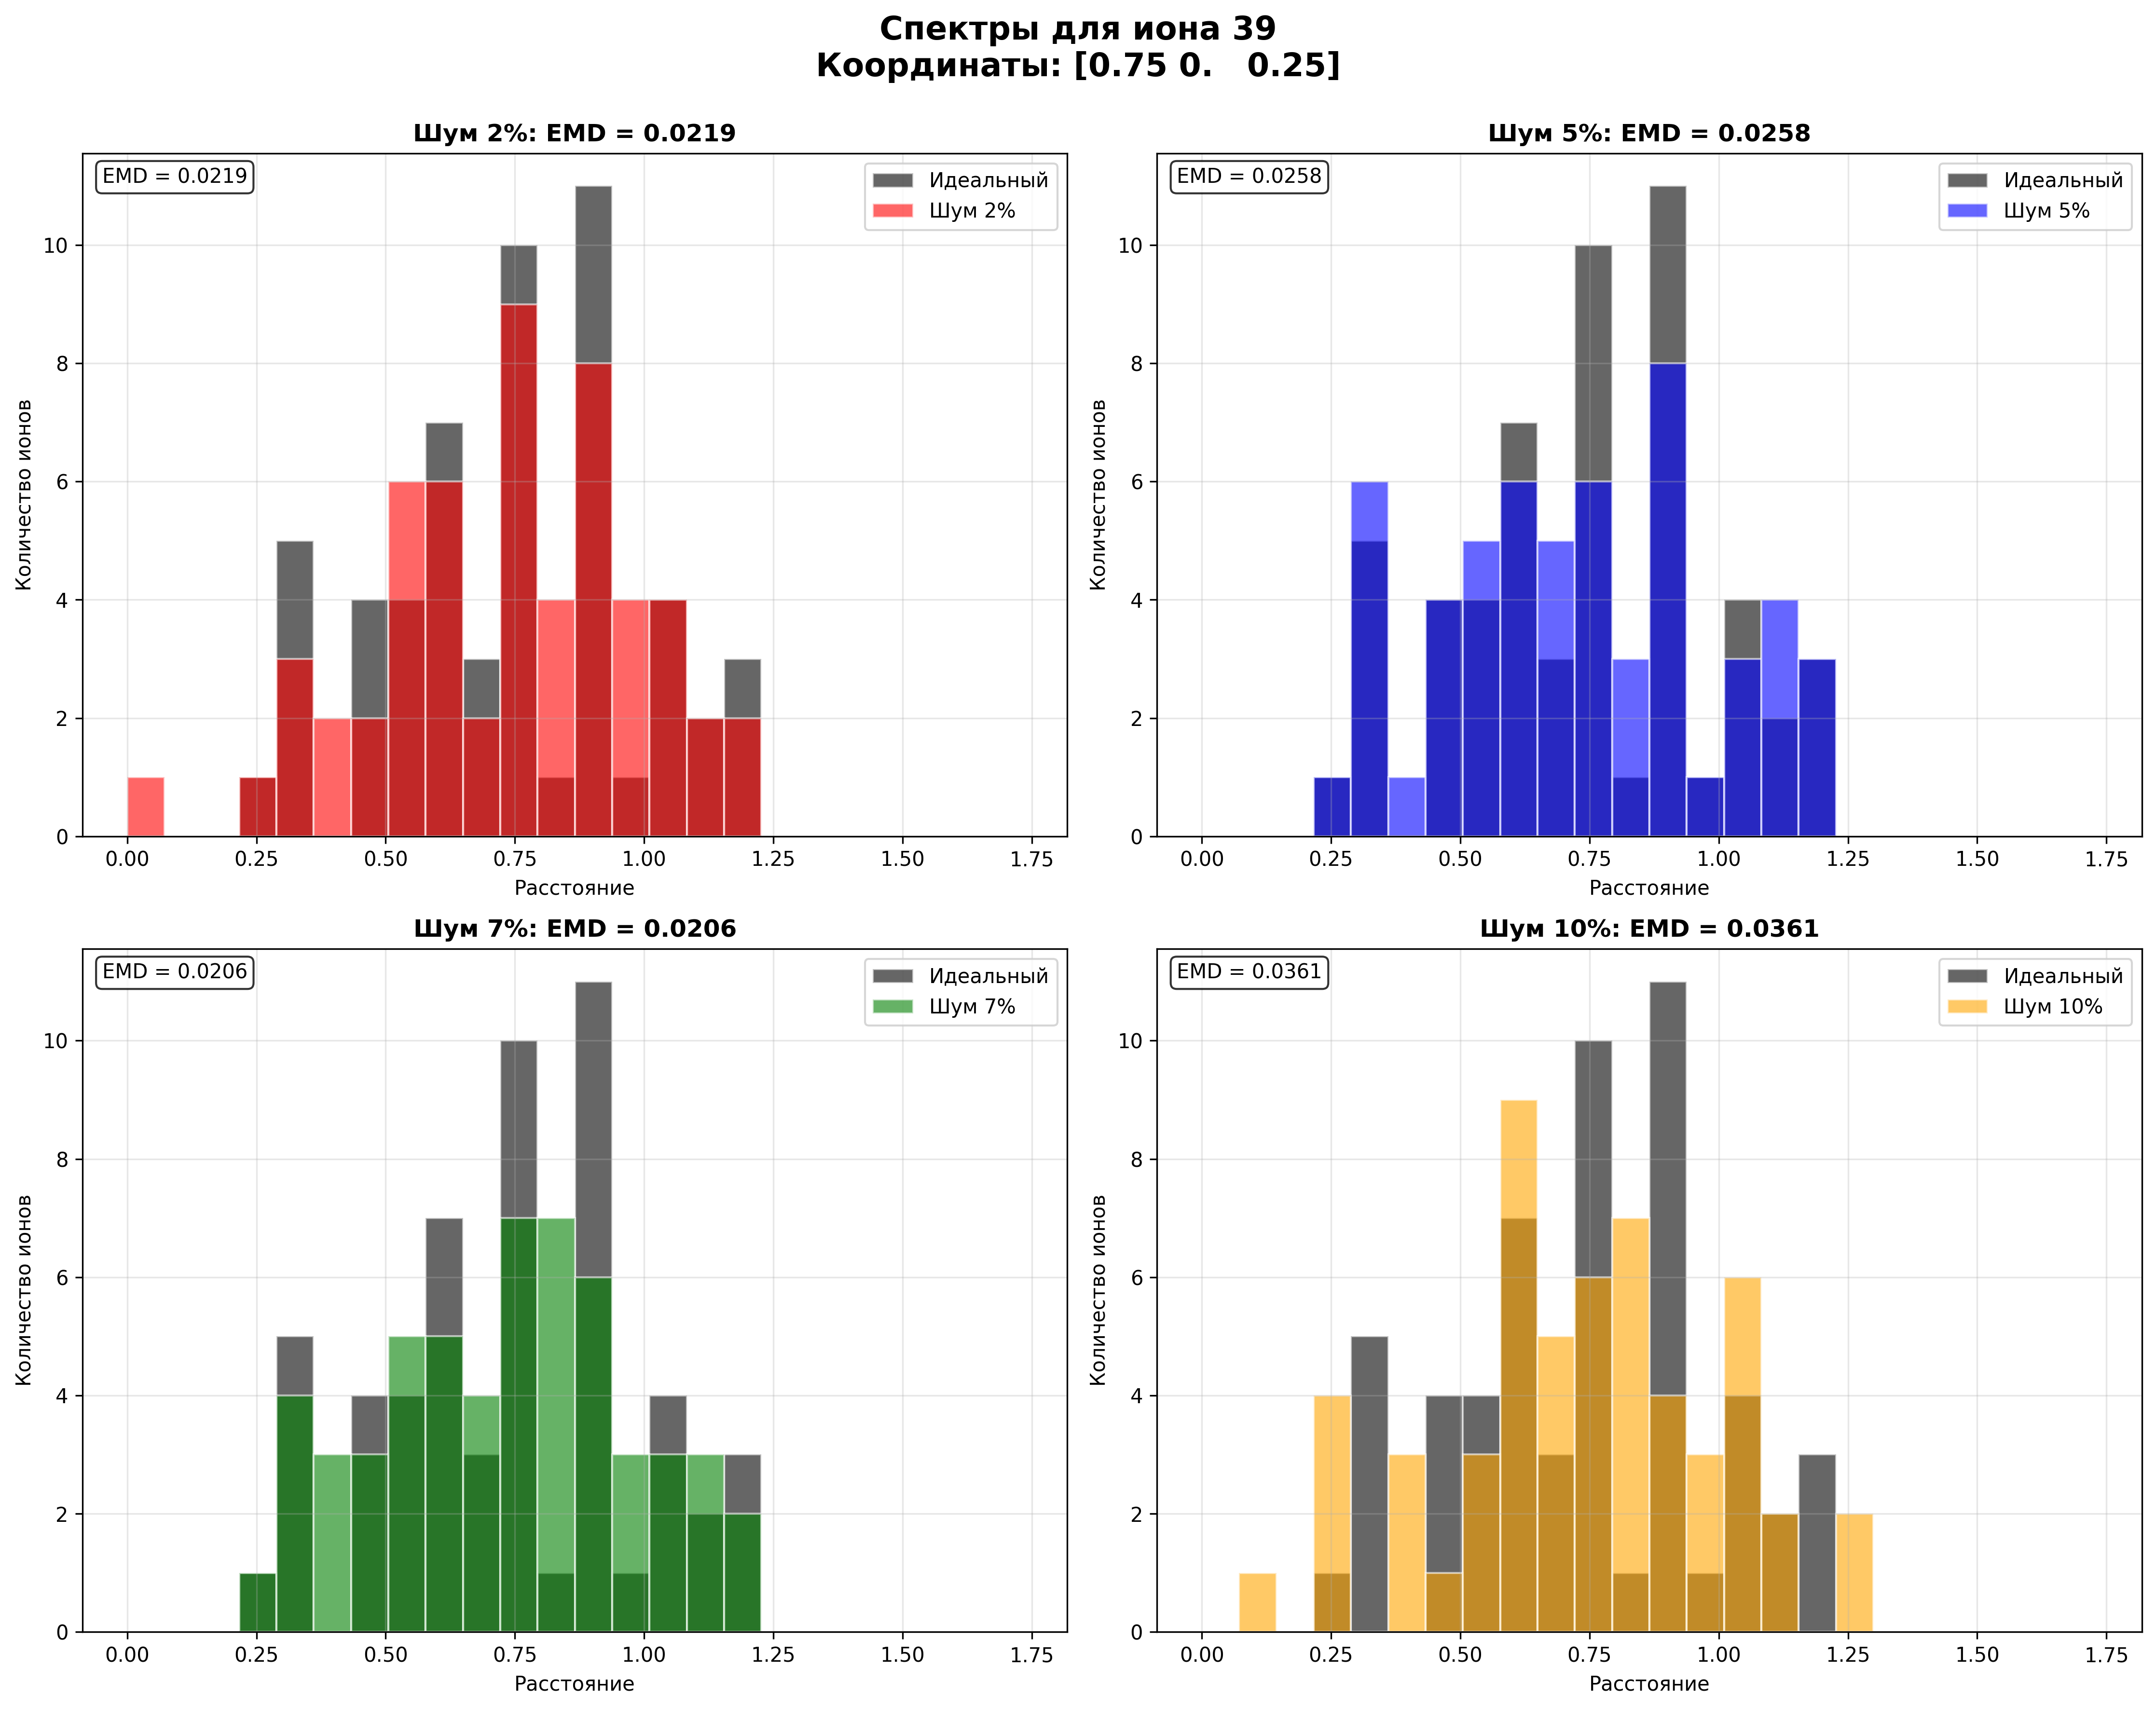 Спектры для иона 39
Координаты: [0.75 0.   0.25]
Шум 2%: EMD = 0.0219
EMD = 0.0219
Идеальный
Шум 2%
Количество ионов
10
8
6
4
2
0
0.00 0.25 0.50 0.75 1.00 1.25 1.50 1.75
Расстояние
Шум 5%: EMD = 0.0258
EMD = 0.0258
Идеальный
Шум 5%
Количество ионов
10
8
6
4
2
0
0.00 0.25 0.50 0.75 1.00 1.25 1.50 1.75
Расстояние
Шум 7%: EMD = 0.0206
EMD = 0.0206
Идеальный
Шум 7%
Количество ионов
10
8
6
4
2
0
0.00 0.25 0.50 0.75 1.00 1.25 1.50 1.75
Расстояние
Шум 10%: EMD = 0.0361
EMD = 0.0361
Идеальный
Шум 10%
Количество ионов
10
8
6
4
2
0
0.00 0.25 0.50 0.75 1.00 1.25 1.50 1.75
Расстояние